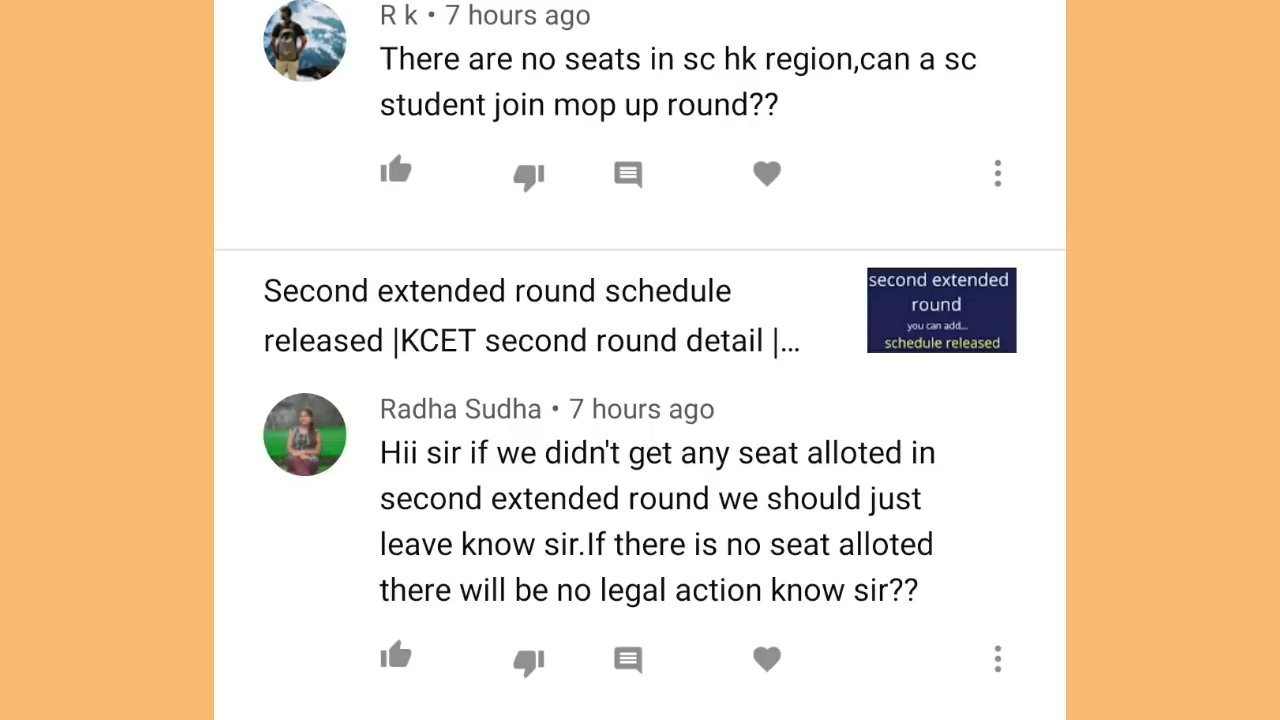 R k • 7 hours ago
There are no seats in sc hk region,can a sc
student join mop up round??
Second extended round schedule
released |KCET second round detail |...
second extended
round
you can add...
schedule released
Radha Sudha • 7 hours ago
Hii sir if we didn't get any seat alloted in
second extended round we should just
leave know sir.If there is no seat alloted
there will be no legal action know sir??